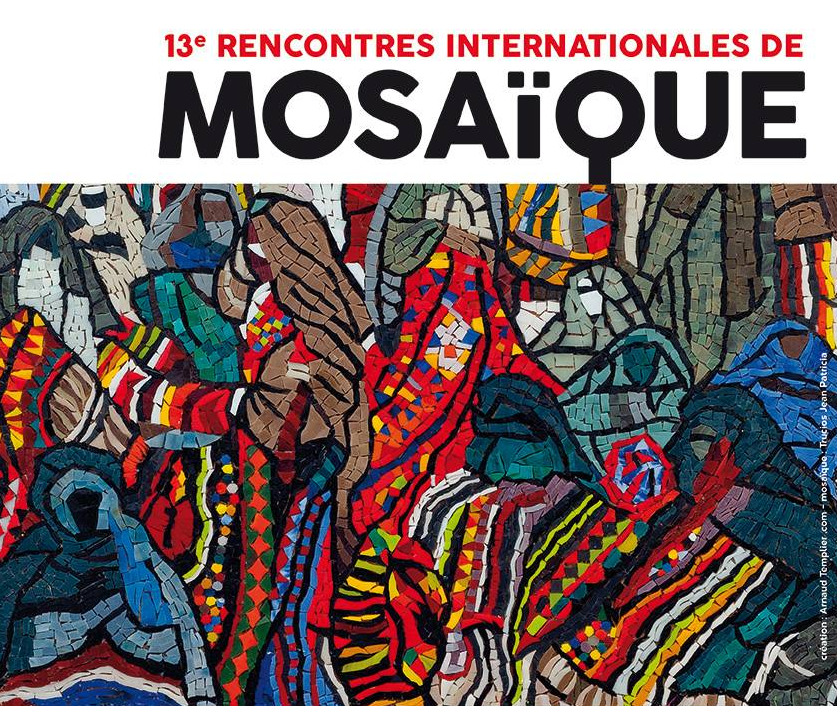 13e RENCONTRES INTERNATIONALES DE
MOSAïQUE
création : Arnaud Templier .com - mosaïque : Trucios Jean Patricia